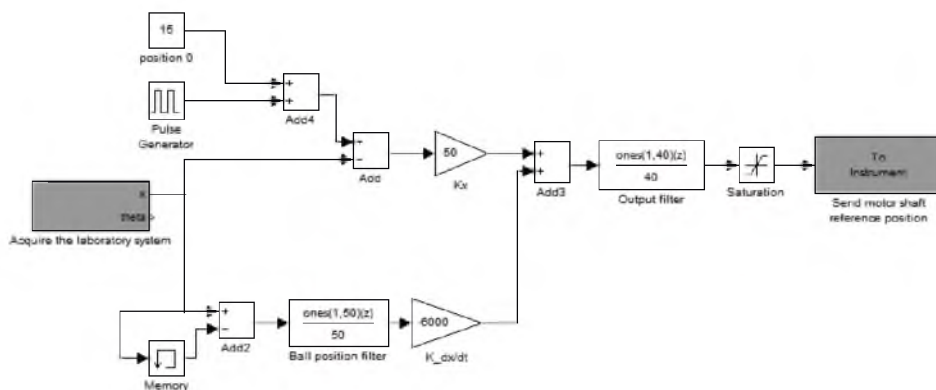 15
position 0
Pulse
Generator
+
+
Add4
+
−
Add
50
Kx
+
+
Add3
ones(1,40)(z)
40
Output filter
Saturation
To
Instrument
Send motor shaft
reference position
x
theta
Acquire the laboratory system
+
−
Add2
ones(1,50)(z)
50
Ball position filter
-6000
K_dx/dt
Memory